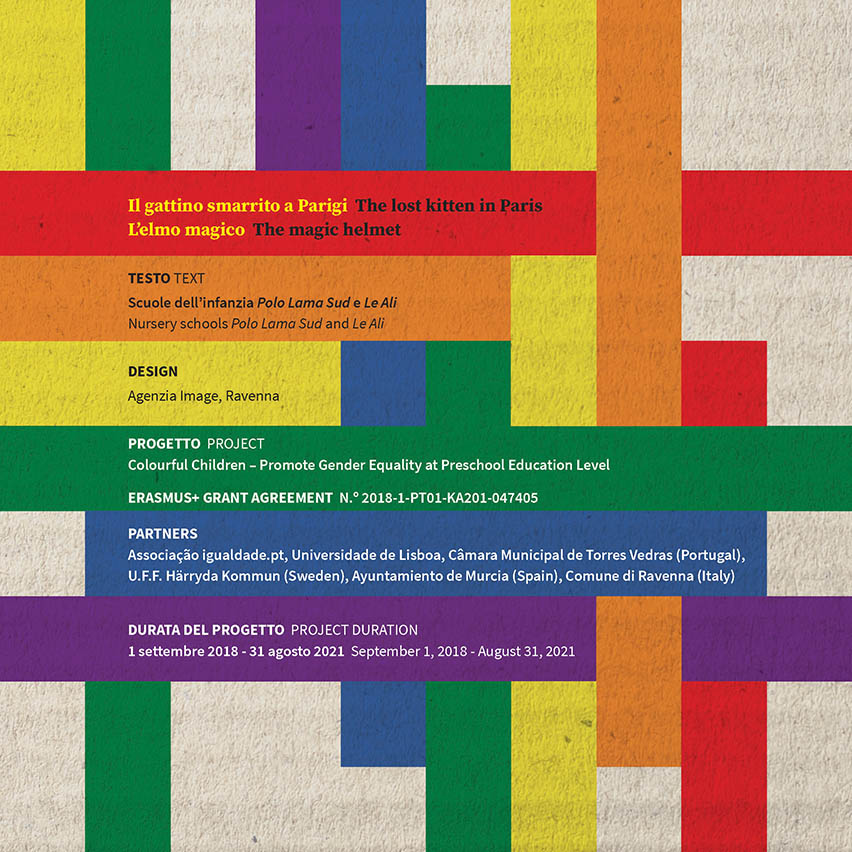 Il gattino smarrito a Parigi The lost kitten in Paris
L'elmo magico The magic helmet
TESTO TEXT
Scuole dell'infanzia Polo Lama Sud e Le Ali
Nursery schools Polo Lama Sud and Le Ali
DESIGN
Agenzia Image, Ravenna
PROGETTO PROJECT
Colourful Children – Promote Gender Equality at Preschool Education Level
ERASMUS+ GRANT AGREEMENT N.º 2018-1-PT01-KA201-047405
PARTNERS
Associação igualdade.pt, Universidade de Lisboa, Câmara Municipal de Torres Vedras (Portugal),
U.F.F. Härryda Kommun (Sweden), Ayuntamiento de Murcia (Spain), Comune di Ravenna (Italy)
DURATA DEL PROGETTO PROJECT DURATION
1 settembre 2018 - 31 agosto 2021 September 1, 2018 - August 31, 2021